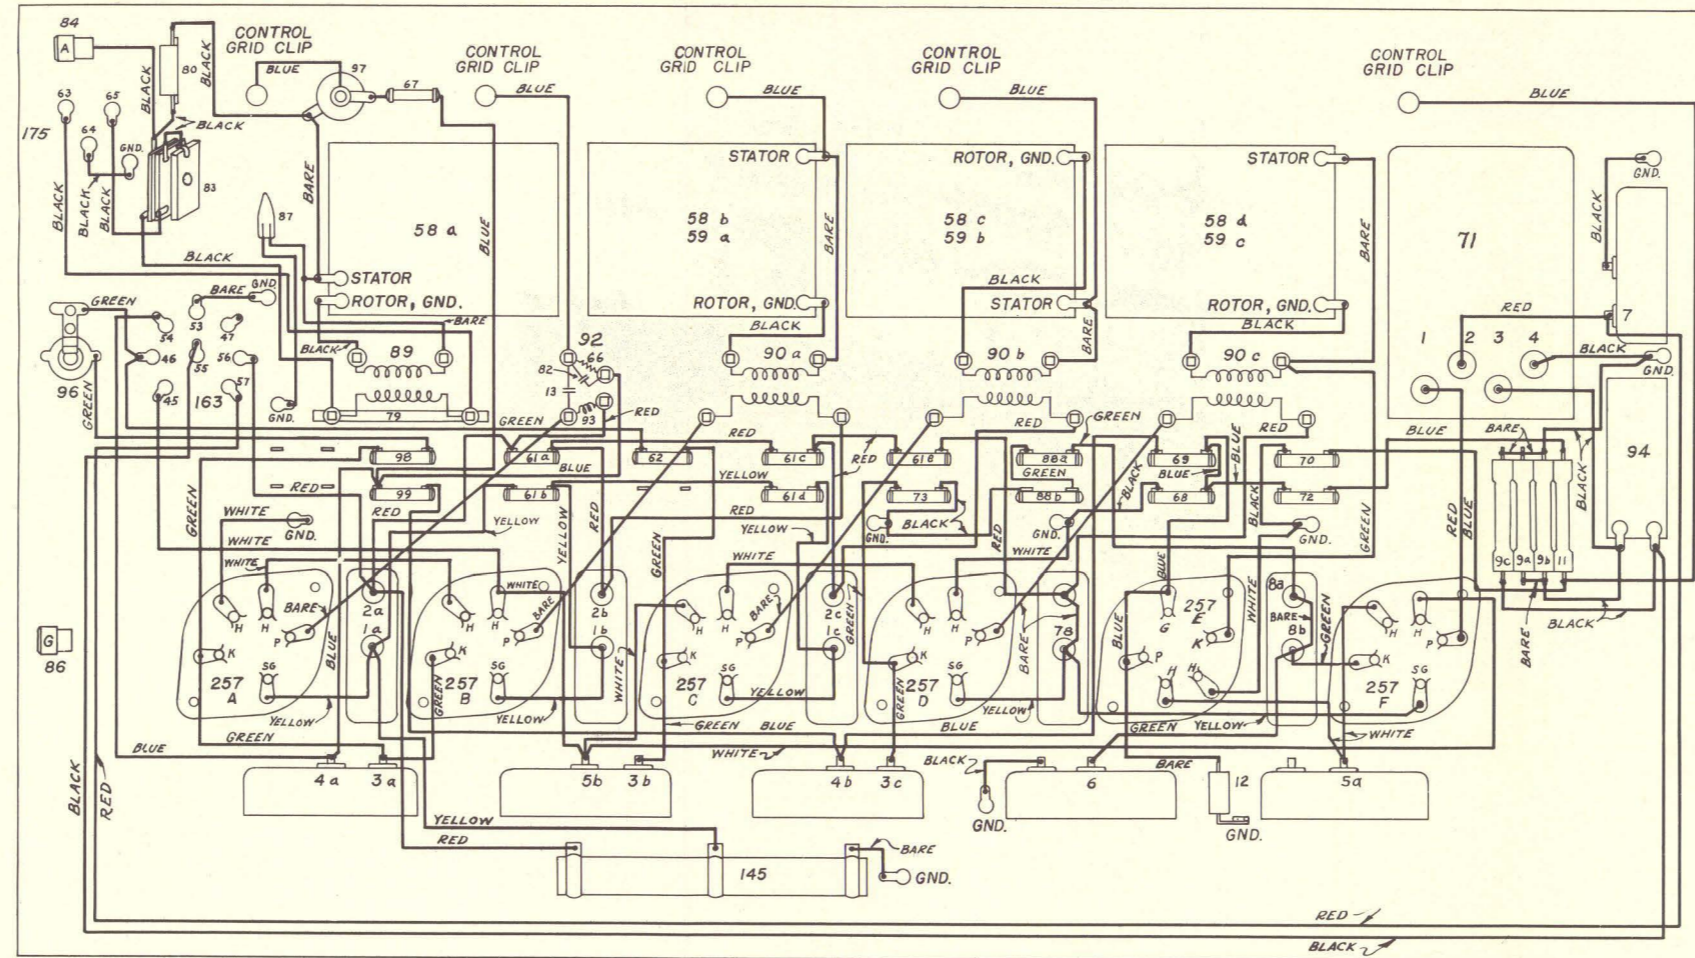 84
A
80
BLACK
BLACK
CONTROL
GRID CLIP
BLUE
97
67
CONTROL
GRID CLIP
BLUE
CONTROL
GRID CLIP
BLUE
CONTROL
GRID CLIP
BLUE
CONTROL
GRID CLIP
BLUE
63
65
64
175
GND.
BLACK
83
BLACK
BLACK
BLACK
87
BARE
58 a
STATOR
ROTOR, GND.
BLUE
STATOR
58 b
59 a
ROTOR, GND.
BARE
ROTOR, GND.
58 c
59 b
BLACK
STATOR
BARE
STATOR
58 d
59 c
ROTOR, GND.
BARE
71
1
2
3
4
RED
BLACK
GND.
BLACK
7
GND.
BLACK
GREEN
BARE
GND.
53
54
47
46
56
55
45
57
163
96
GREEN
GND.
BLACK
BARE
89
79
92
66
82
13
93
BLACK
90 a
BLACK
90 b
BLACK
90 c
GREEN
RED
RED
RED
RED
GREEN
BLUE
BLUE
BARE
BLACK
94
98
61a
62
61c
61e
88a
69
70
BLUE
YELLOW
GREEN
BLACK
BLUE
99
61b
61d
73
88b
68
72
RED
GREEN
WHITE
GND.
RED
YELLOW
YELLOW
RED
RED
YELLOW
GND.
BLACK
RED
GND.
BLACK
GND.
GREEN
RED
BLUE
9c
9a
9b
11
WHITE
WHITE
WHITE
GREEN
WHITE
BLUE
WHITE
BLACK
BARE
86
G
H
H
BARE
P
K
SG
257
A
YELLOW
BLUE
2a
1a
H
H
WHITE
BARE
P
K
SG
257
B
GREEN
YELLOW
2b
1b
WHITE
H
H
BARE
P
K
SG
257
C
YELLOW
GREEN
2c
1c
GREEN
H
H
P
K
SG
257
D
GREEN
YELLOW
BARE
BARE
78
G
257
E
K
P
H
H
BLUE
8a
BARE
8b
GREEN
H
H
P
K
SG
257
F
BLUE
GREEN
BLUE
WHITE
BLUE
GREEN
YELLOW
WHITE
4a
3a
5b
3b
4b
3c
BLACK
GND.
6
BARE
12
GND.
5a
BLACK
RED
YELLOW
RED
145
BARE
GND.
RED
BLACK